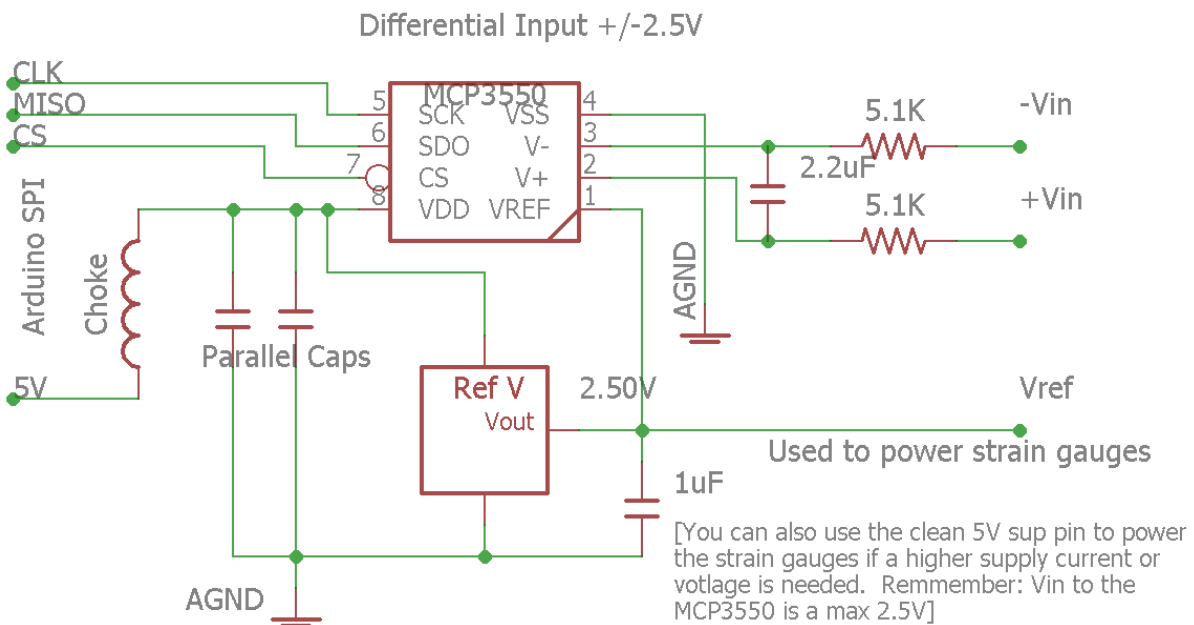 Differential Input +/-2.5V
CLK
MISO
CS
Arduino SPI
5V
Choke
MCP3550
5
SCK
6
SDO
7
CS
8
VDD
VSS
4
V-
3
V+
2
VREF
1
5.1K
-Vin
2.2uF
5.1K
+Vin
AGND
Parallel Caps
Ref V
Vout
2.50V
Vref
Used to power strain gauges
1uF
[You can also use the clean 5V sup pin to power
the strain gauges if a higher supply current or
votlage is needed. Remmember: Vin to the
MCP3550 is a max 2.5V]
AGND